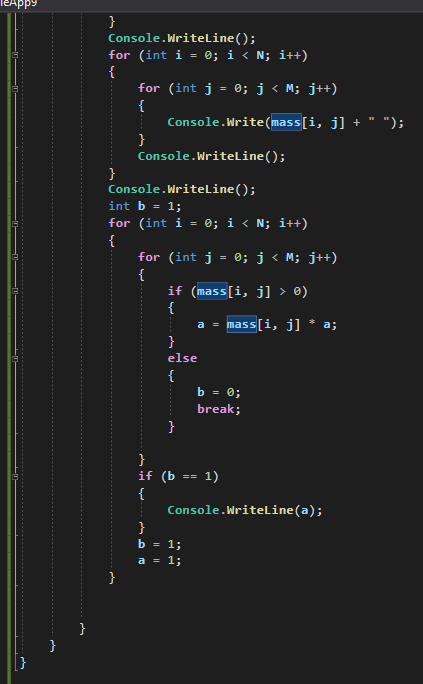 leApp9
}
Console.WriteLine();
for (int i = 0; i < N; i++)
{
for (int j = 0; j < M; j++)
{
Console.Write(mass[i, j] + " ");
}
Console.WriteLine();
}
Console.WriteLine();
int b = 1;
for (int i = 0; i < N; i++)
{
for (int j = 0; j < M; j++)
{
if (mass[i, j] > 0)
{
a = mass[i, j] * a;
}
else
{
b = 0;
break;
}
}
if (b == 1)
{
Console.WriteLine(a);
}
b = 1;
a = 1;
}
}
}
}